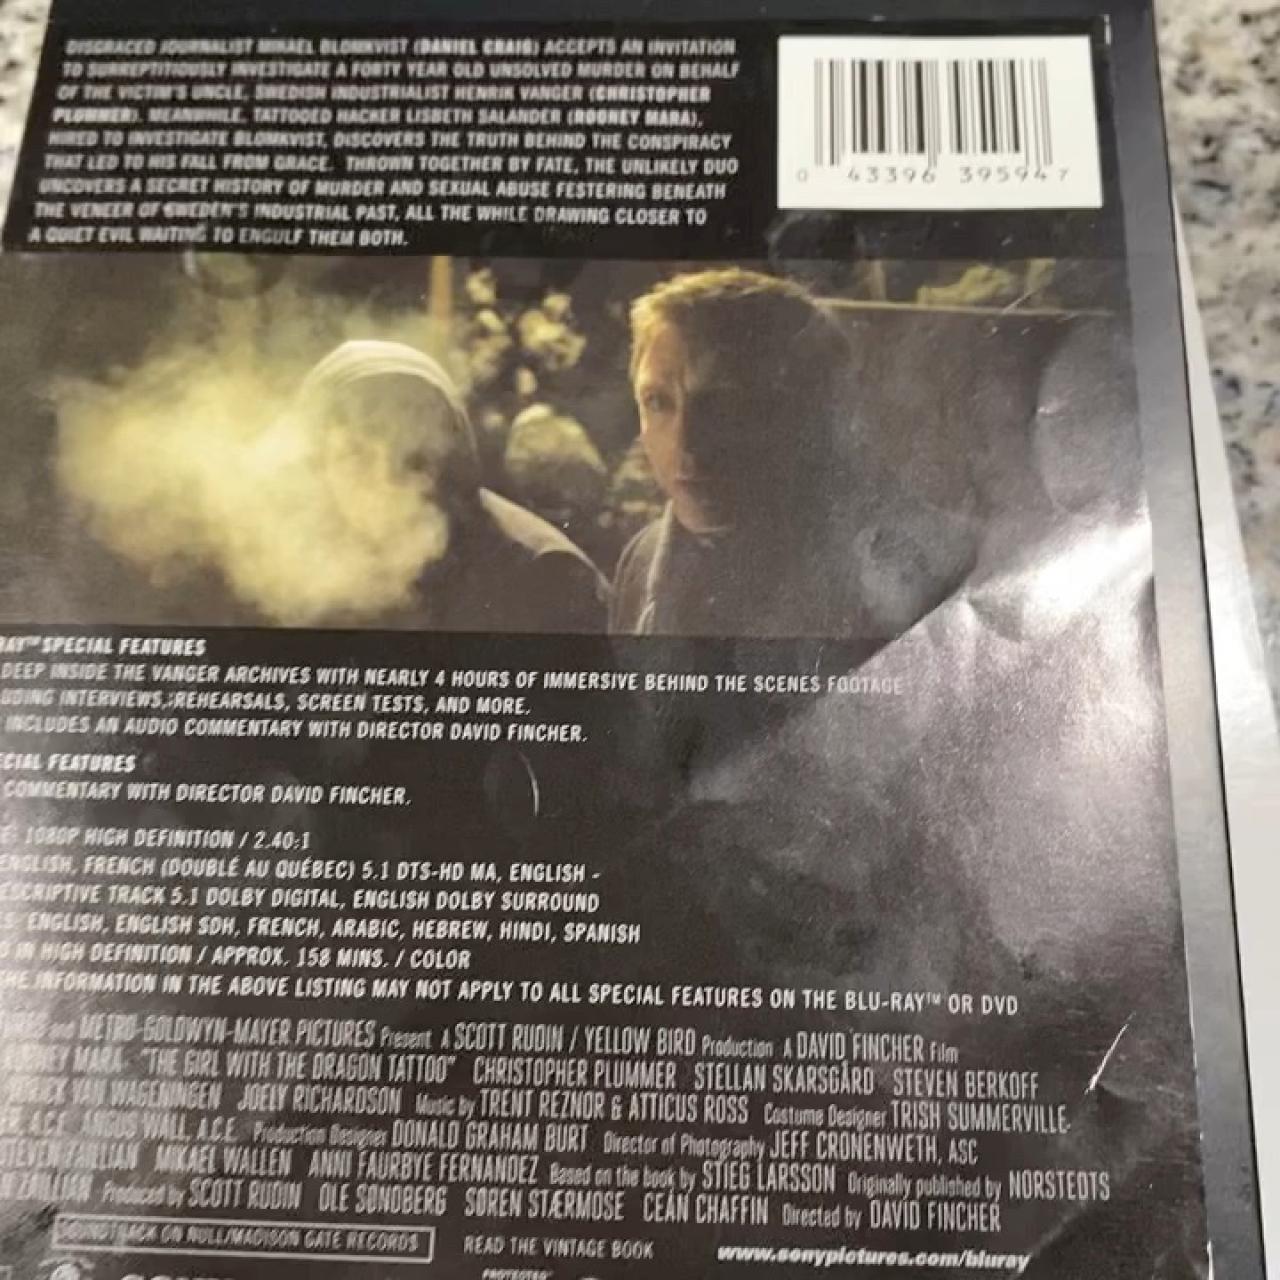 DISGRACED JOURNALIST MIKAEL BLOMKVIST (DANIEL CRAIG) ACCEPTS AN INVITATION
TO SURREPTITIOUSLY INVESTIGATE A FORTY YEAR OLD UNSOLVED MURDER ON BEHALF
OF THE VICTIM'S UNCLE, SWEDISH INDUSTRIALIST HENRIK VANGER (CHRISTOPHER
PLUMMER). MEANWHILE, TATTOOED HACKER LISBETH SALANDER (ROONEY MARA),
HIRED TO INVESTIGATE BLOMKVIST, DISCOVERS THE TRUTH BEHIND THE CONSPIRACY
THAT LED TO HIS FALL FROM GRACE. THROWN TOGETHER BY FATE, THE UNLIKELY DUO
UNCOVERS A SECRET HISTORY OF MURDER AND SEXUAL ABUSE FESTERING BENEATH
THE VENEER OF SWEDEN'S INDUSTRIAL PAST, ALL THE WHILE DRAWING CLOSER TO
A QUIET EVIL WAITING TO ENGULF THEM BOTH.
0 43396 39594 7
RAY™ SPECIAL FEATURES
DEEP INSIDE THE VANGER ARCHIVES WITH NEARLY 4 HOURS OF IMMERSIVE BEHIND THE SCENES FOOTAGE
UDING INTERVIEWS, REHEARSALS, SCREEN TESTS, AND MORE.
INCLUDES AN AUDIO COMMENTARY WITH DIRECTOR DAVID FINCHER.
CIAL FEATURES
COMMENTARY WITH DIRECTOR DAVID FINCHER.
E: 1080P HIGH DEFINITION / 2.40:1
ENGLISH, FRENCH (DOUBLÉ AU QUÉBEC) 5.1 DTS-HD MA, ENGLISH -
ESCRIPTIVE TRACK 5.1 DOLBY DIGITAL, ENGLISH DOLBY SURROUND
S: ENGLISH, ENGLISH SDH, FRENCH, ARABIC, HEBREW, HINDI, SPANISH
D IN HIGH DEFINITION / APPROX. 158 MINS. / COLOR
HE INFORMATION IN THE ABOVE LISTING MAY NOT APPLY TO ALL SPECIAL FEATURES ON THE BLU-RAY™ OR DVD
and METRO-GOLDWYN-MAYER PICTURES Present A SCOTT RUDIN / YELLOW BIRD Production A DAVID FINCHER Film
MARA "THE GIRL WITH THE DRAGON TATTOO" CHRISTOPHER PLUMMER STELLAN SKARSGÅRD STEVEN BERKOFF
VAN WAGENINGEN JOELY RICHARDSON Music by TRENT REZNOR & ATTICUS ROSS Costume Designer TRISH SUMMERVILLE
A.C.E. ANGUS WALL, A.C.E. Production Designer DONALD GRAHAM BURT Director of Photography JEFF CRONENWETH, ASC
STEVEN ZAILLIAN MIKAEL WALLEN ANNI FAURBYE FERNANDEZ Based on the book by STIEG LARSSON Originally published by NORSTEDTS
ZAILLIAN Produced by SCOTT RUDIN OLE SØNDBERG SØREN STÆRMOSE CEÁN CHAFFIN Directed by DAVID FINCHER
SOUNDTRACK ON NULL/MADISON GATE RECORDS READ THE VINTAGE BOOK www.sonypictures.com/bluray
PROTECTED